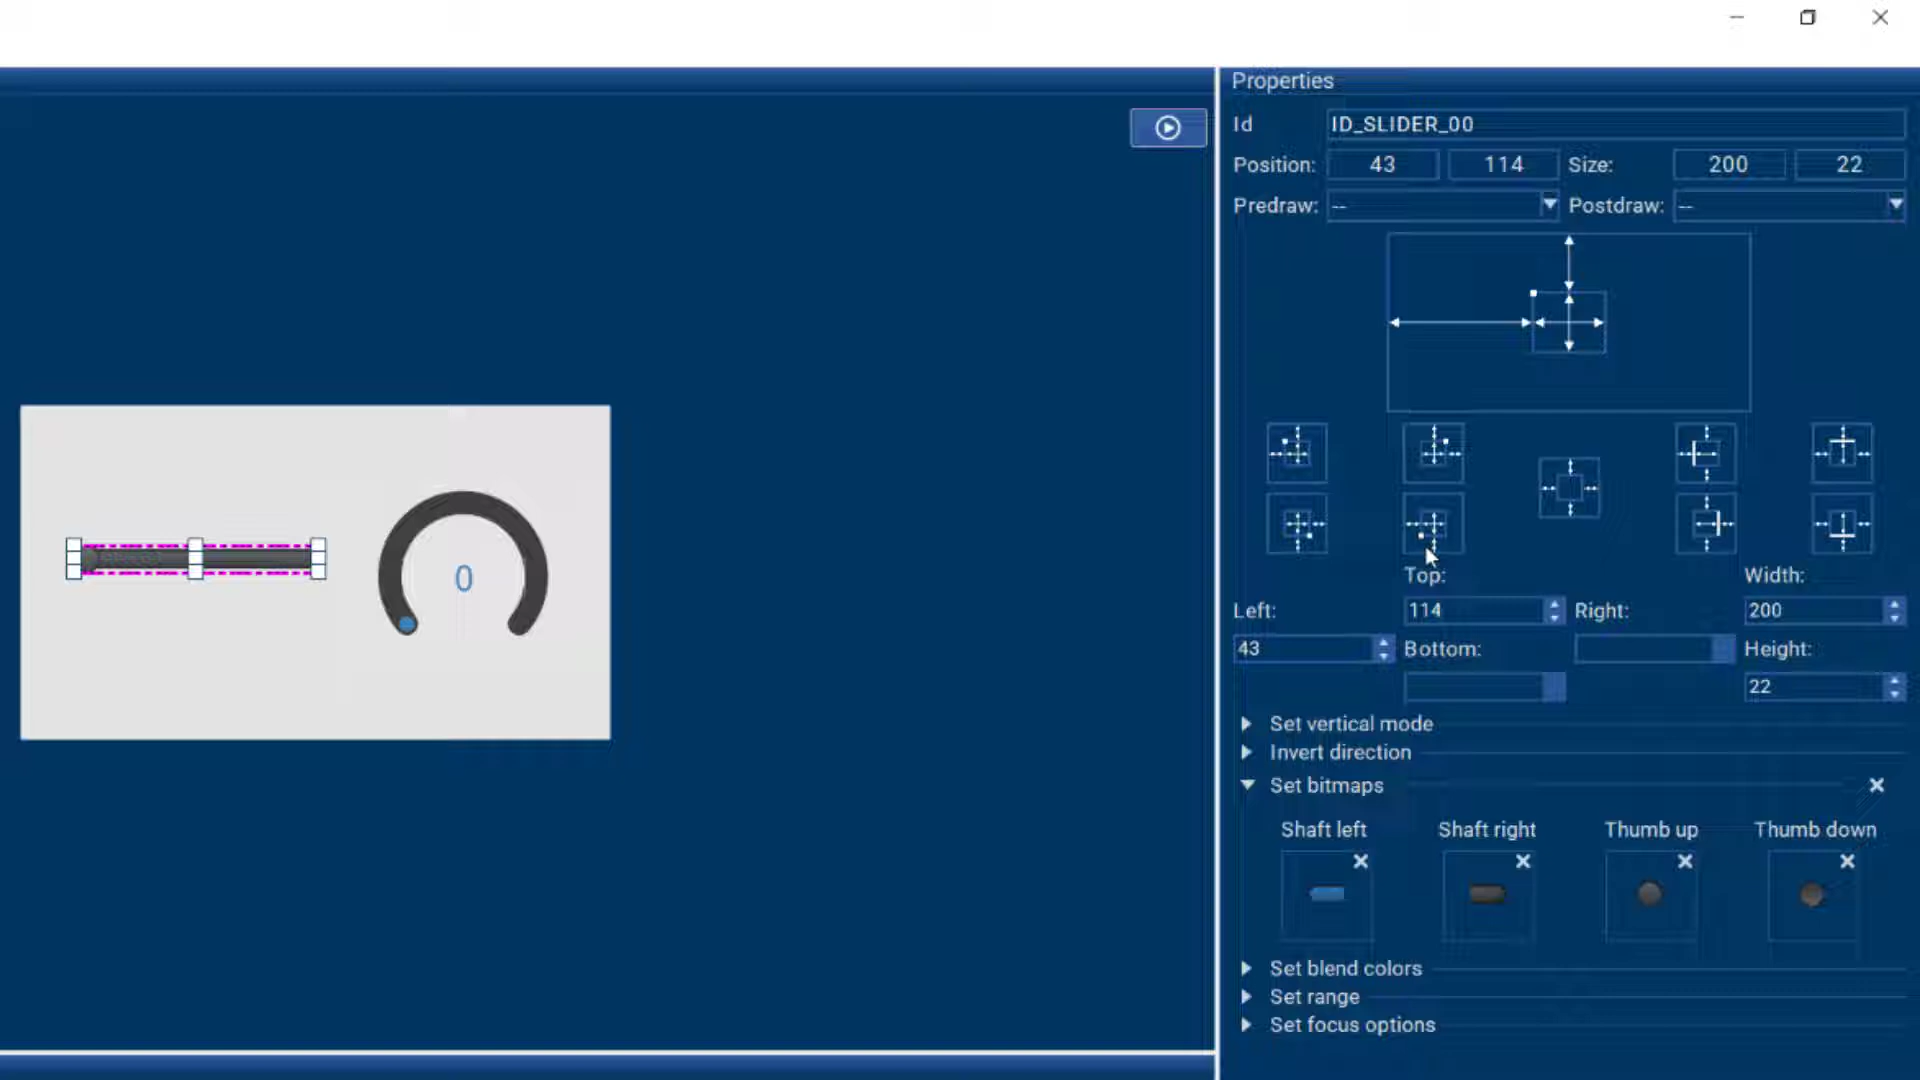 Properties
Id ID_SLIDER_00
Position: 43 114 Size: 200 22
Predraw: -- Postdraw: --
0
Top: Width:
Left: 114 Right: 200
43 Bottom: Height:
22
Set vertical mode
Invert direction
Set bitmaps
Shaft left Shaft right Thumb up Thumb down
Set blend colors
Set range
Set focus options